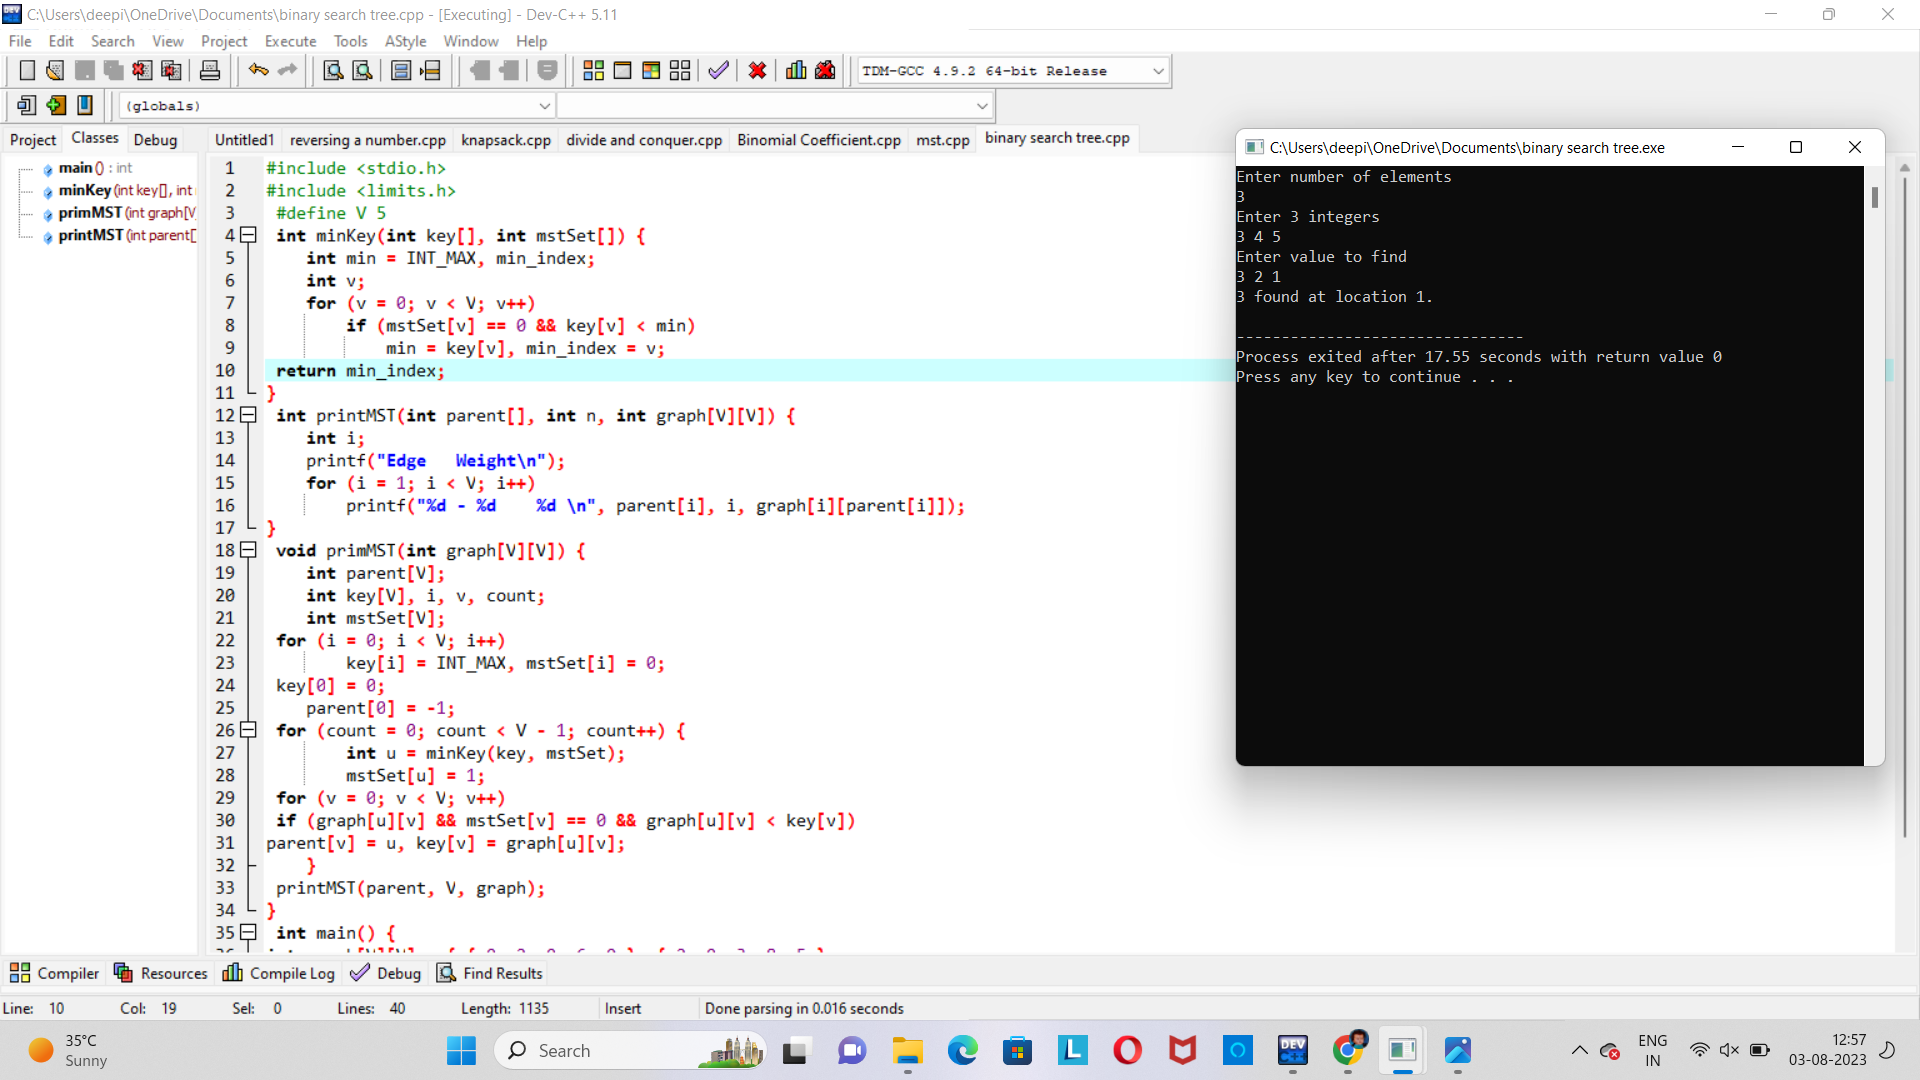 C:\Users\deepi\OneDrive\Documents\binary search tree.cpp - [Executing] - Dev-C++ 5.11
File Edit Search View Project Execute Tools AStyle Window Help
TDM-GCC 4.9.2 64-bit Release
(globals)
Project Classes Debug
Untitled1 reversing a number.cpp knapsack.cpp divide and conquer.cpp Binomial Coefficient.cpp mst.cpp binary search tree.cpp
main () : int
minKey (int key[], int
primMST (int graph[V
printMST (int parent[
1 #include <stdio.h>
2 #include <limits.h>
3 #define V 5
4 int minKey(int key[], int mstSet[]) {
5 int min = INT_MAX, min_index;
6 int v;
7 for (v = 0; v < V; v++)
8 if (mstSet[v] == 0 && key[v] < min)
9 min = key[v], min_index = v;
10 return min_index;
11 }
12 int printMST(int parent[], int n, int graph[V][V]) {
13 int i;
14 printf("Edge   Weight\n");
15 for (i = 1; i < V; i++)
16 printf("%d - %d    %d \n", parent[i], i, graph[i][parent[i]]);
17 }
18 void primMST(int graph[V][V]) {
19 int parent[V];
20 int key[V], i, v, count;
21 int mstSet[V];
22 for (i = 0; i < V; i++)
23 key[i] = INT_MAX, mstSet[i] = 0;
24 key[0] = 0;
25 parent[0] = -1;
26 for (count = 0; count < V - 1; count++) {
27 int u = minKey(key, mstSet);
28 mstSet[u] = 1;
29 for (v = 0; v < V; v++)
30 if (graph[u][v] && mstSet[v] == 0 && graph[u][v] < key[v])
31 parent[v] = u, key[v] = graph[u][v];
32 }
33 printMST(parent, V, graph);
34 }
35 int main() {
C:\Users\deepi\OneDrive\Documents\binary search tree.exe
Enter number of elements
3
Enter 3 integers
3 4 5
Enter value to find
3 2 1
3 found at location 1.
--------------------------------
Process exited after 17.55 seconds with return value 0
Press any key to continue . . .
Compiler Resources Compile Log Debug Find Results
Line: 10 Col: 19 Sel: 0 Lines: 40 Length: 1135 Insert Done parsing in 0.016 seconds
35°C
Sunny
Search
DEV
C++
L
ENG
IN
12:57
03-08-2023